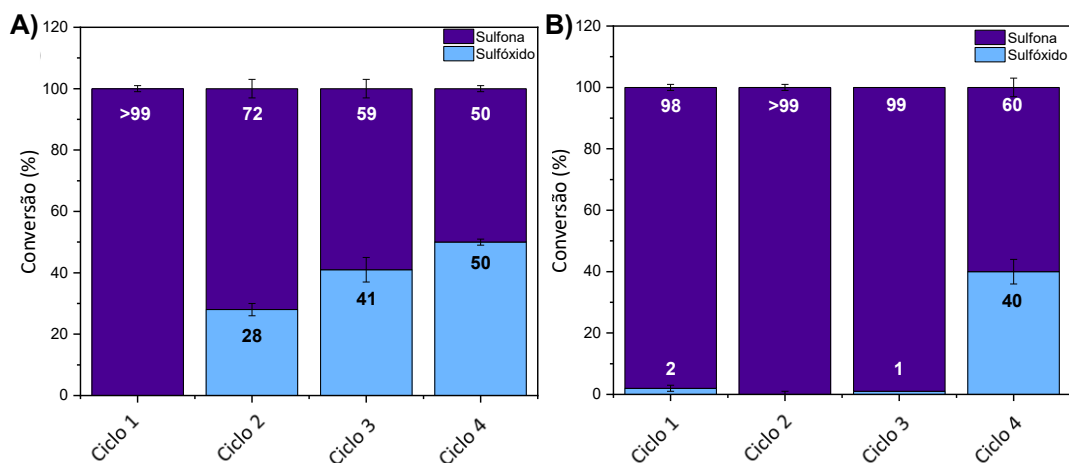 A)
Sulfona
Sulfóxido
Conversão (%)
120
100
80
60
40
20
0
>99
72
59
50
28
41
50
Ciclo 1
Ciclo 2
Ciclo 3
Ciclo 4
B)
Sulfona
Sulfóxido
Conversão (%)
120
100
80
60
40
20
0
98
>99
99
60
2
1
40
Ciclo 1
Ciclo 2
Ciclo 3
Ciclo 4